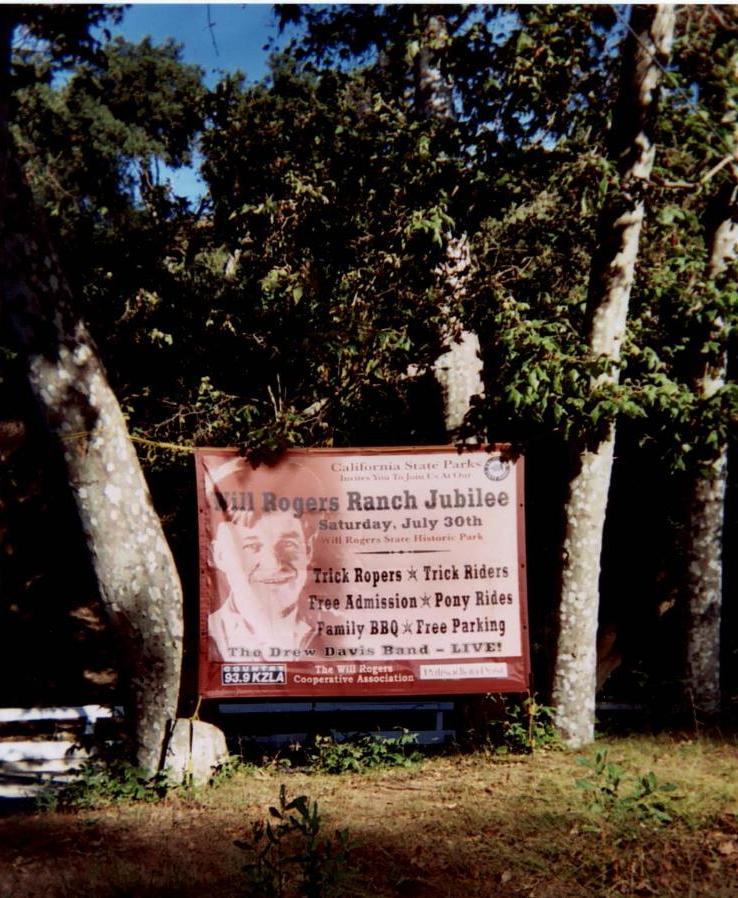 California State Parks
Invites You To Join Us At Our
Will Rogers Ranch Jubilee
Saturday, July 30th
Will Rogers State Historic Park
Trick Ropers ★ Trick Riders
Free Admission ★ Pony Rides
Family BBQ ★ Free Parking
The Drew Davis Band - LIVE!
COUNTRY
93.9 KZLA
The Will Rogers
Cooperative Association
Palisadian-Post